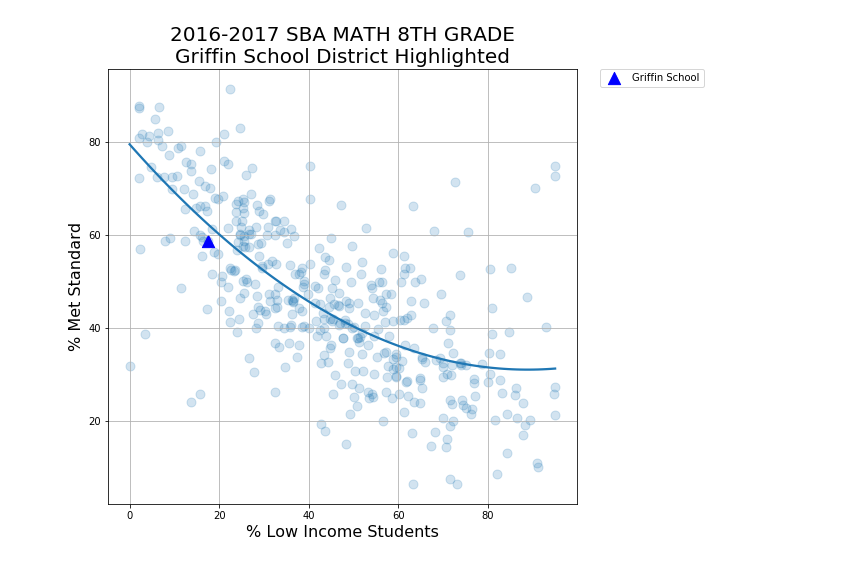 2016-2017 SBA MATH 8TH GRADE
Griffin School District Highlighted
Griffin School
% Met Standard
80
60
40
20
0 20 40 60 80
% Low Income Students